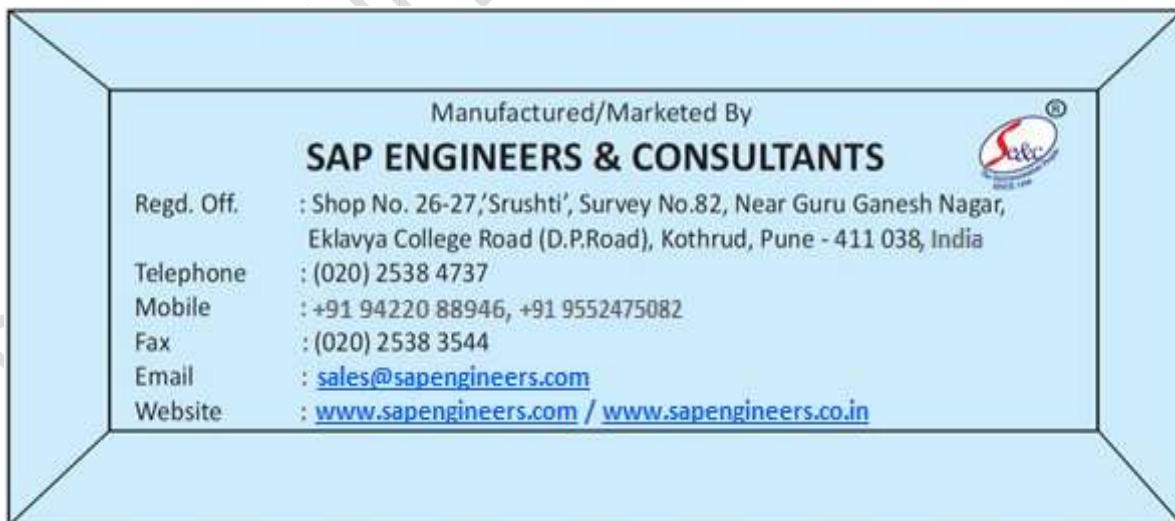 Manufactured/Marketed By
®
SAP ENGINEERS & CONSULTANTS
Regd. Off. : Shop No. 26-27,'Srushti', Survey No.82, Near Guru Ganesh Nagar,
Eklavya College Road (D.P.Road), Kothrud, Pune - 411 038, India
Telephone : (020) 2538 4737
Mobile : +91 94220 88946, +91 9552475082
Fax : (020) 2538 3544
Email : sales@sapengineers.com
Website : www.sapengineers.com / www.sapengineers.co.in